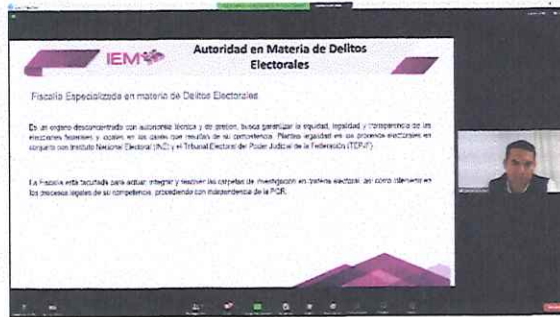 IEM
Autoridad en Materia de Delitos
Electorales
Fiscalía Especializada en materia de Delitos Electorales
Es un órgano desconcentrado con autonomía técnica y de gestión, busca garantizar la equidad, legalidad y transparencia de las
elecciones federales y locales en los casos que resulten de su competencia. legalidad en los procesos electorales en
conjunto con Instituto Nacional Electoral (INE) y el Tribunal Electoral del Poder Judicial de la Federación (TEPJF)
La Fiscalía está facultada para actuar, integrar y resolver las carpetas de investigación en materia electoral, así como intervenir en
los procesos legales de su competencia, procediendo con independencia de la PGR.